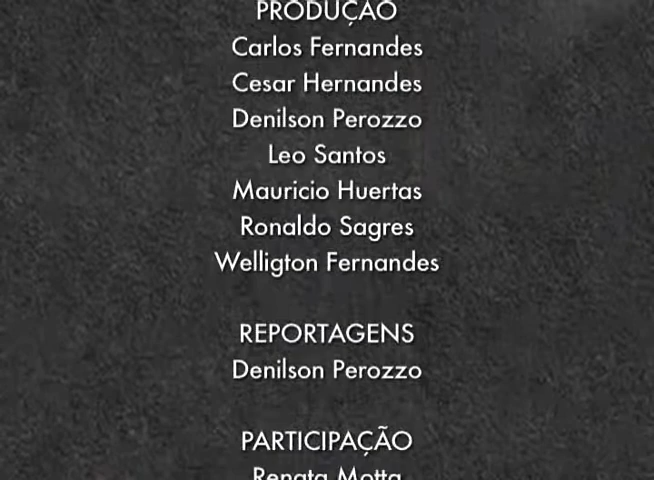 PRODUÇÃO
Carlos Fernandes
Cesar Hernandes
Denilson Perozzo
Leo Santos
Mauricio Huertas
Ronaldo Sagres
Welligton Fernandes
REPORTAGENS
Denilson Perozzo
PARTICIPAÇÃO
Renata Motta